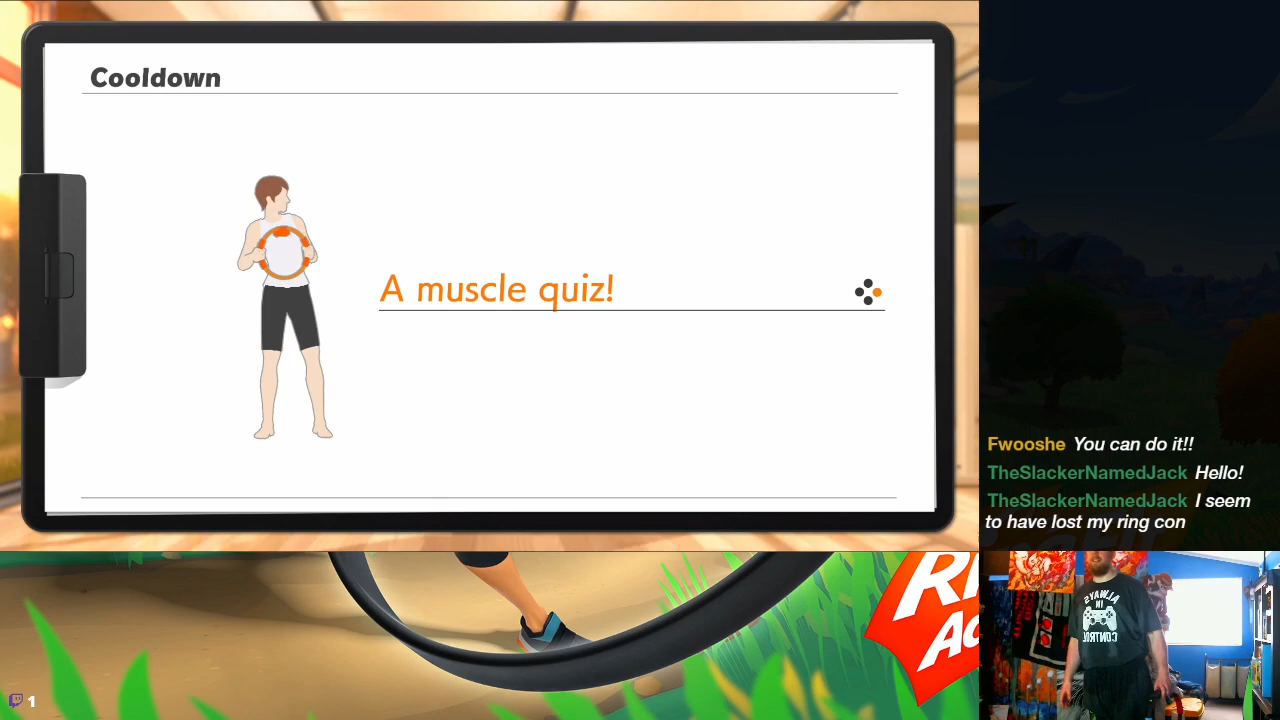 Cooldown
A muscle quiz!
Fwooshe You can do it!!
TheSlackerNamedJack Hello!
TheSlackerNamedJack I seem
to have lost my ring con
ALWAYS
IN
CONTROL
1